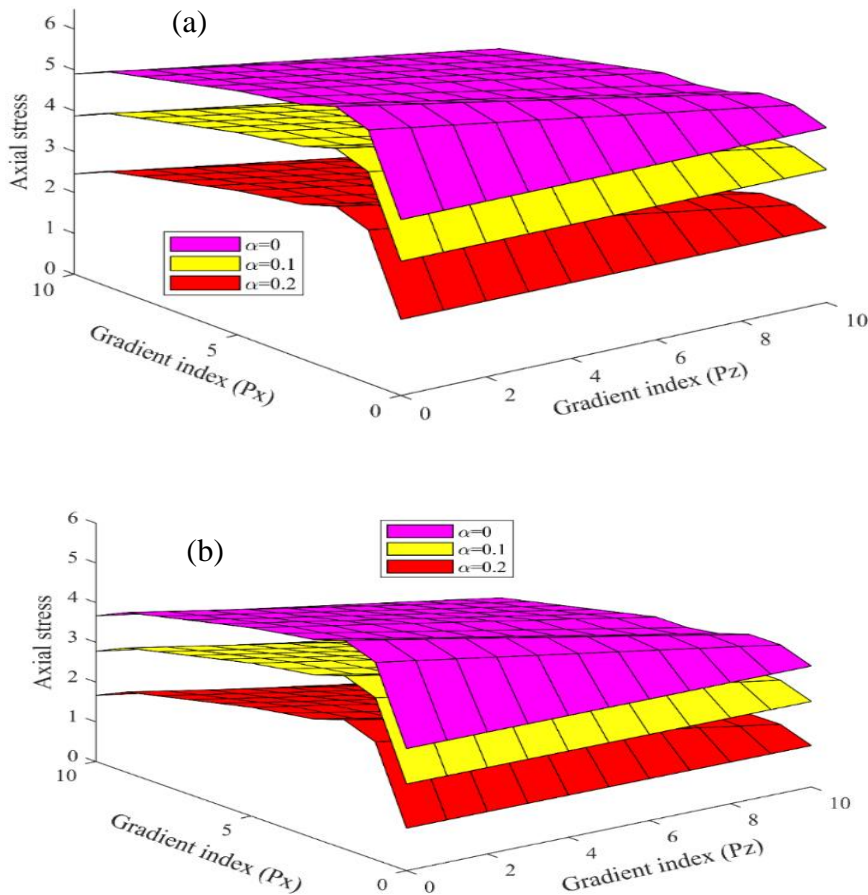 (a)
6
5
4
3
2
1
0
Axial stress
α=0
α=0.1
α=0.2
10
5
0
Gradient index (Px)
0
2
4
6
8
10
Gradient index (Pz)
(b)
6
5
4
3
2
1
0
Axial stress
α=0
α=0.1
α=0.2
10
5
0
Gradient index (Px)
0
2
4
6
8
10
Gradient index (Pz)